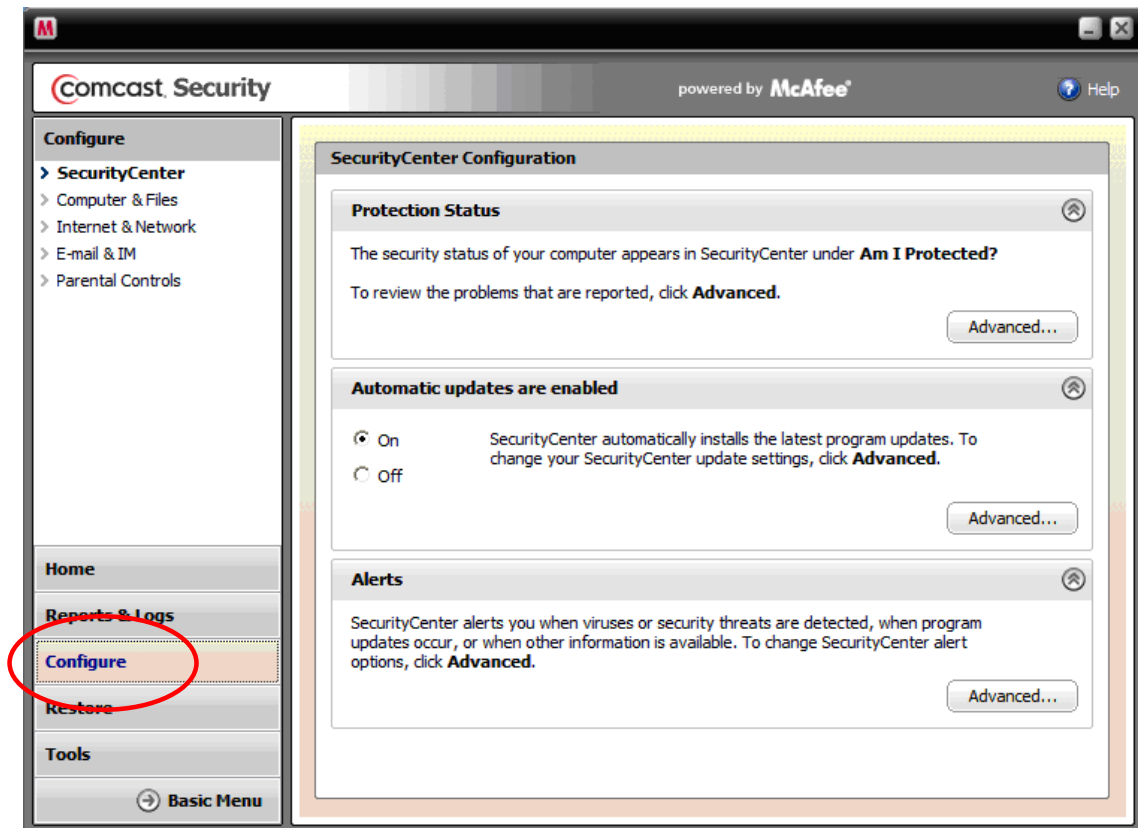 M
Comcast Security
powered by McAfee®
? Help
Configure
SecurityCenter
Computer & Files
Internet & Network
E-mail & IM
Parental Controls
Home
Reports & Logs
Configure
Restore
Tools
Basic Menu
SecurityCenter Configuration
Protection Status
The security status of your computer appears in SecurityCenter under Am I Protected?
To review the problems that are reported, click Advanced.
Advanced...
Automatic updates are enabled
On
Off
SecurityCenter automatically installs the latest program updates. To
change your SecurityCenter update settings, click Advanced.
Advanced...
Alerts
SecurityCenter alerts you when viruses or security threats are detected, when program
updates occur, or when other information is available. To change SecurityCenter alert
options, click Advanced.
Advanced...